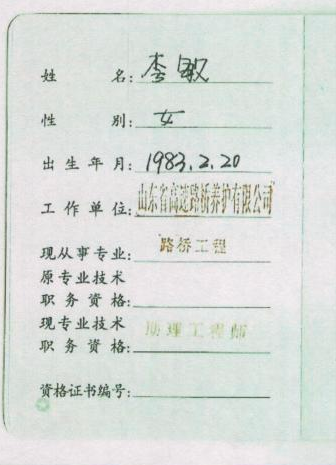 姓名：李敏
性别：女
出生年月：1983.2.20
工作单位：山东省高速路桥养护有限公司
现从事专业：路桥工程
原专业技术
职务资格：
现专业技术 助理工程师
职务资格：
资格证书编号：